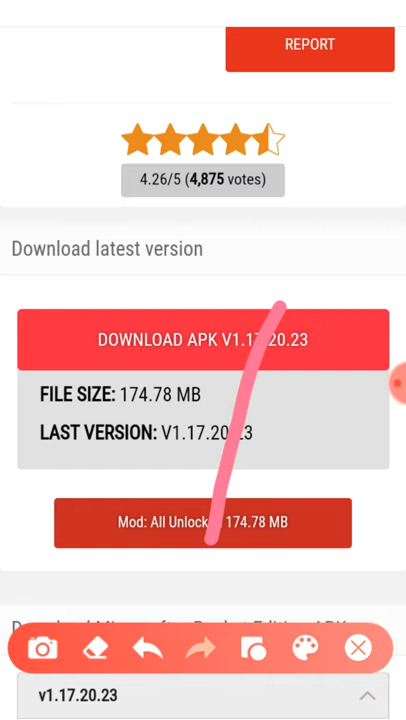 REPORT
4.26/5 (4,875 votes)
Download latest version
DOWNLOAD APK V1.17.20.23
FILE SIZE: 174.78 MB
LAST VERSION: V1.17.20.23
Mod: All Unlocked 174.78 MB
v1.17.20.23